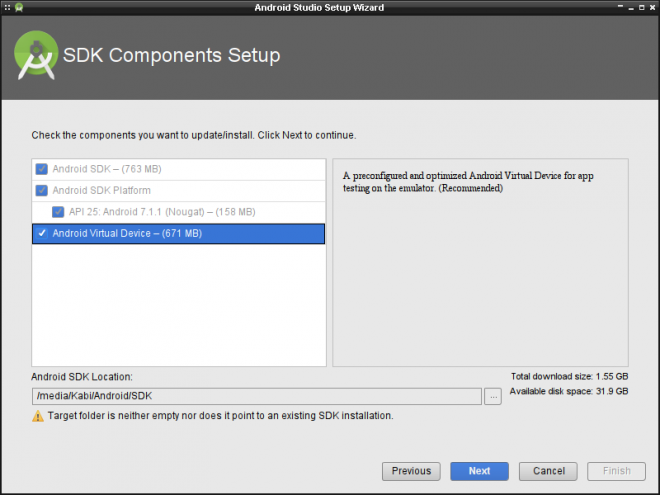 Android Studio Setup Wizard
SDK Components Setup
Check the components you want to update/install. Click Next to continue.
Android SDK – (763 MB)
Android SDK Platform
API 25: Android 7.1.1 (Nougat) – (158 MB)
Android Virtual Device – (671 MB)
A preconfigured and optimized Android Virtual Device for app
testing on the emulator. (Recommended)
Android SDK Location:
Total download size: 1.55 GB
/media/Kabi/Android/SDK
...
Available disk space: 31.9 GB
Target folder is neither empty nor does it point to an existing SDK installation.
Previous
Next
Cancel
Finish